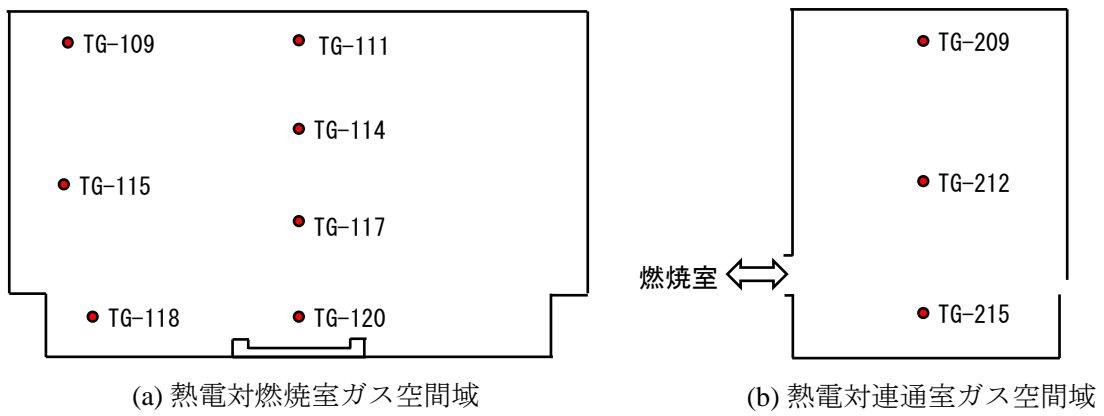 TG-109
TG-111
TG-114
TG-115
TG-117
TG-118
TG-120
(a) 熱電対燃焼室ガス空間域
TG-209
TG-212
燃焼室
TG-215
(b) 熱電対連通室ガス空間域